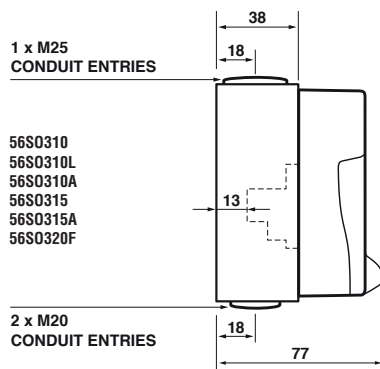 38
1 x M25
CONDUIT ENTRIES
18
56SO310
56SO310L
56SO310A
56SO315
56SO315A
56SO320F
13
2 x M20
CONDUIT ENTRIES
18
77